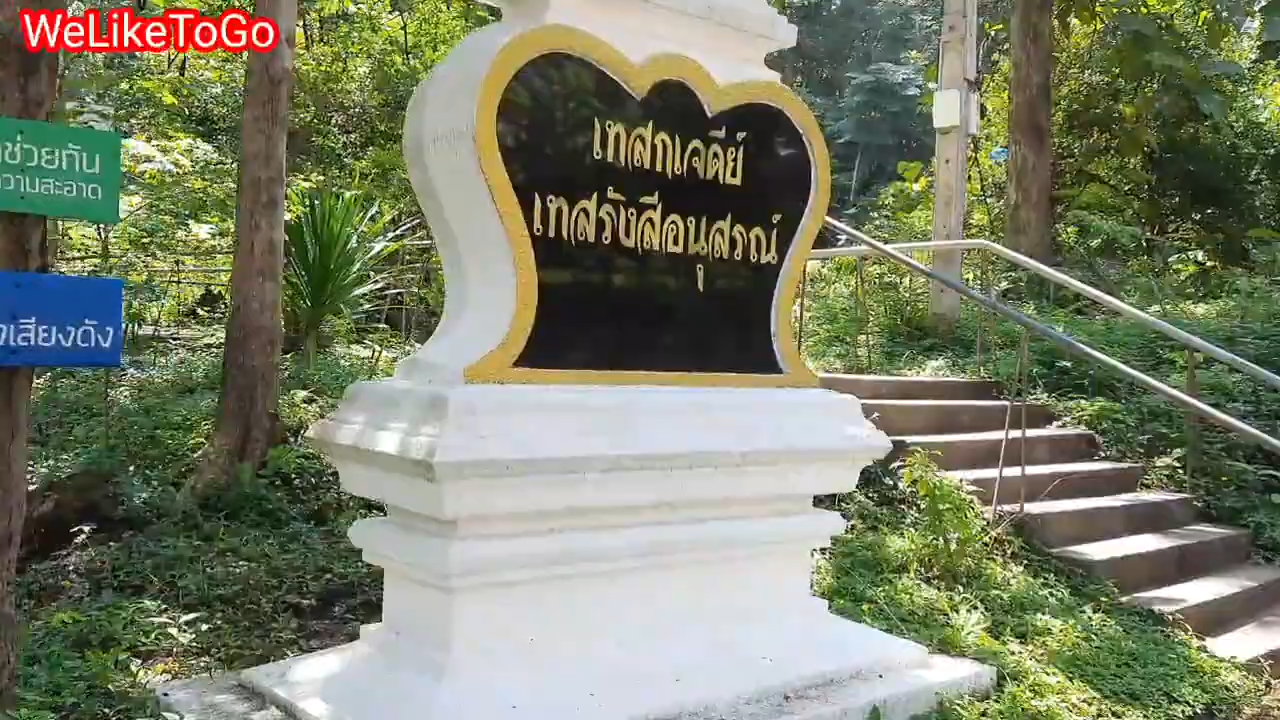 WeLikeToGo
ช่วยกัน
ความสะอาด
เสียงดัง
เทสกเจดีย์
เทสรังสีอนุสรณ์